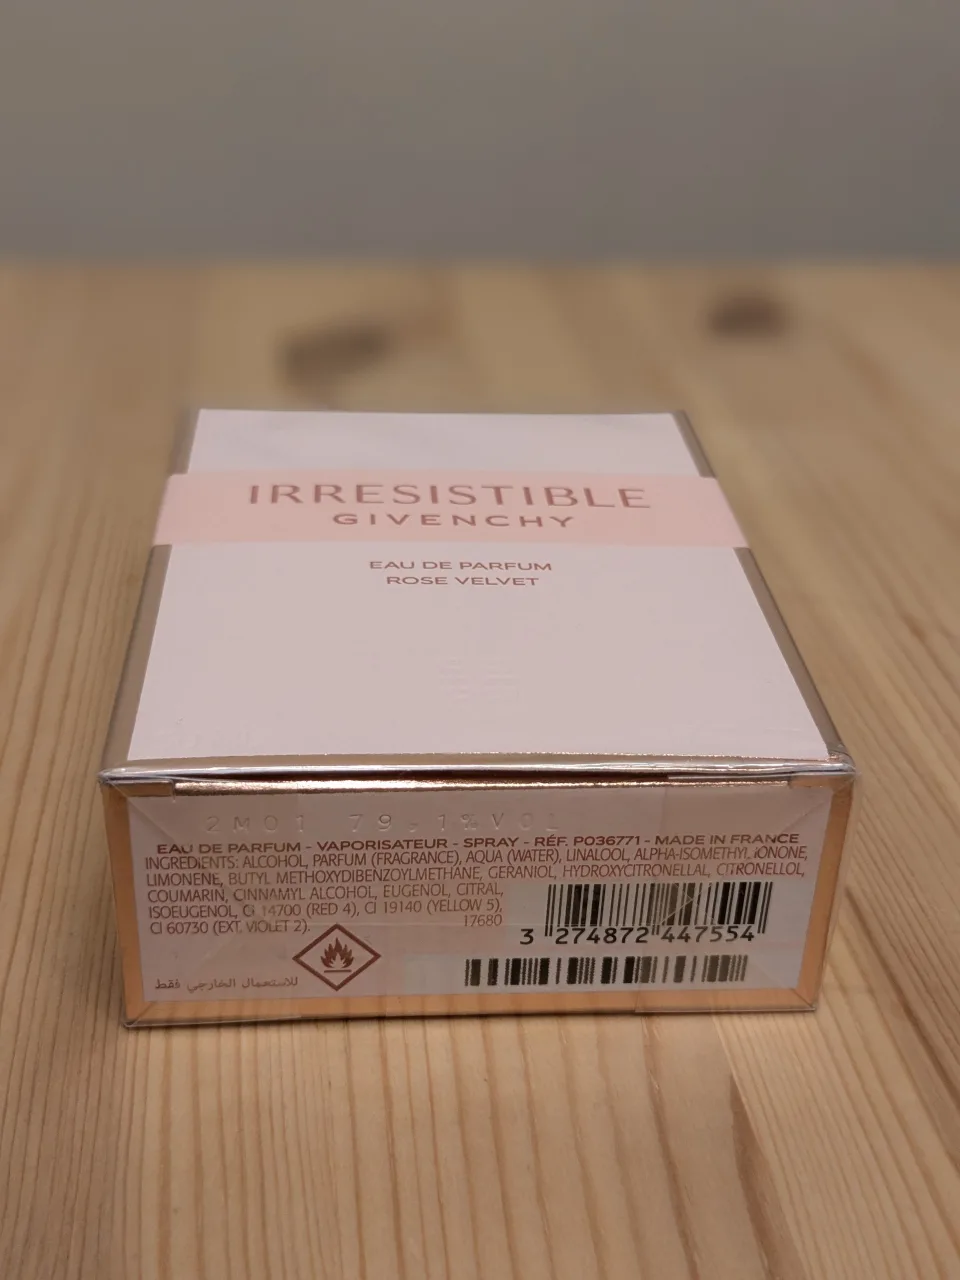 IRRESISTIBLE
GIVENCHY
EAU DE PARFUM
ROSE VELVET
2M01 79.1%VOL
EAU DE PARFUM - VAPORISATEUR - SPRAY - RÉF. P036771 - MADE IN FRANCE
INGREDIENTS: ALCOHOL, PARFUM (FRAGRANCE), AQUA (WATER), LINALOOL, ALPHA-ISOMETHYL IONONE,
LIMONENE, BUTYL METHOXYDIBENZOYLMETHANE, GERANIOL, HYDROXYCITRONELLAL, CITRONELLOL,
COUMARIN, CINNAMYL ALCOHOL, EUGENOL, CITRAL,
ISOEUGENOL, CI 14700 (RED 4), CI 19140 (YELLOW 5),
CI 60730 (EXT. VIOLET 2). 17680
3 274872 447554
للاستعمال الخارجي فقط